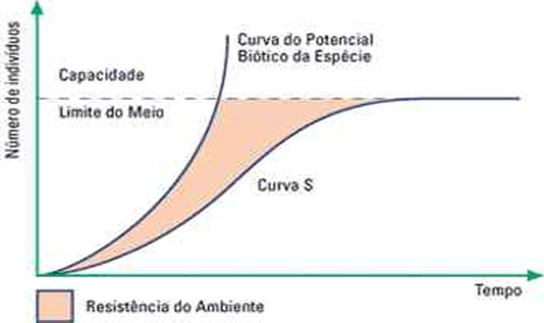 Número de indivíduos
Curva do Potencial
Biótico da Espécie
Capacidade
Limite do Meio
Curva S
Tempo
Resistência do Ambiente